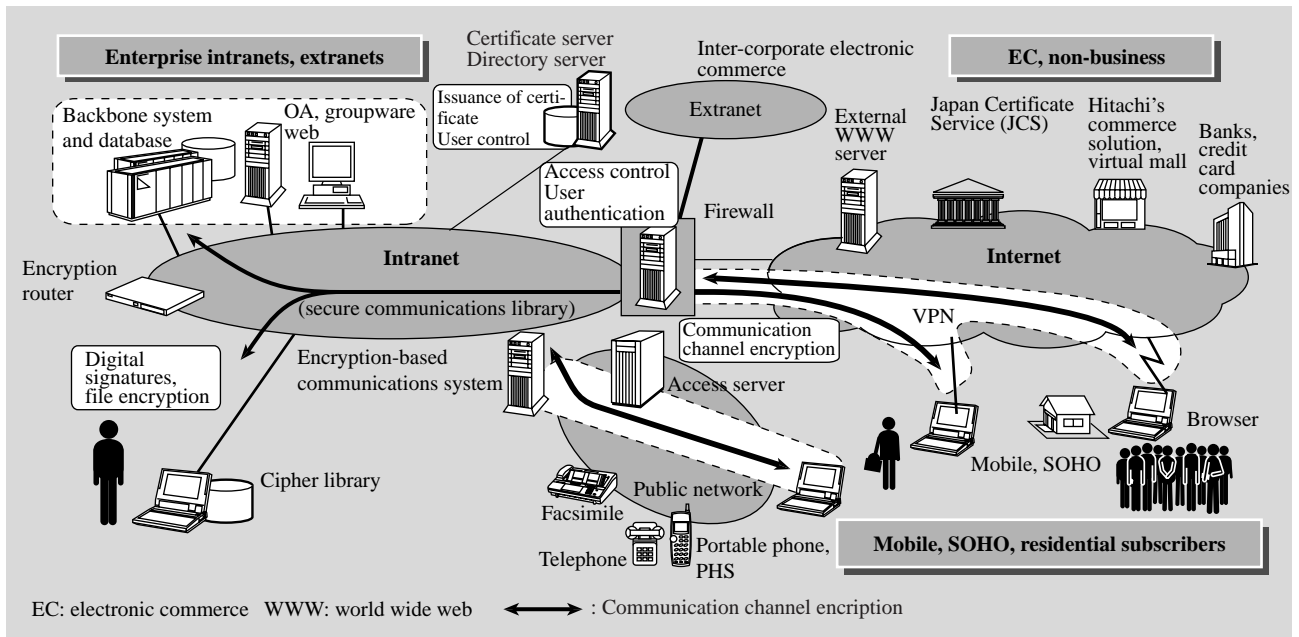 Enterprise intranets, extranets
Certificate server
Directory server
Inter-corporate electronic
commerce
EC, non-business
Issuance of certi-
ficate
User control
Extranet
Backbone system
and database
OA, groupware
web
Access control
User
authentication
Firewall
External
WWW
server
Japan Certificate
Service (JCS)
Hitachi's
commerce
solution,
virtual mall
Banks,
credit
card
companies
Encryption
router
Intranet
(secure communications library)
Internet
VPN
Digital
signatures,
file encryption
Encryption-based
communications system
Communication
channel encryption
Access server
Cipher library
Public network
Facsimile
Telephone
Portable phone,
PHS
Mobile, SOHO
Browser
Mobile, SOHO, residential subscribers
EC: electronic commerce WWW: world wide web : Communication channel encription